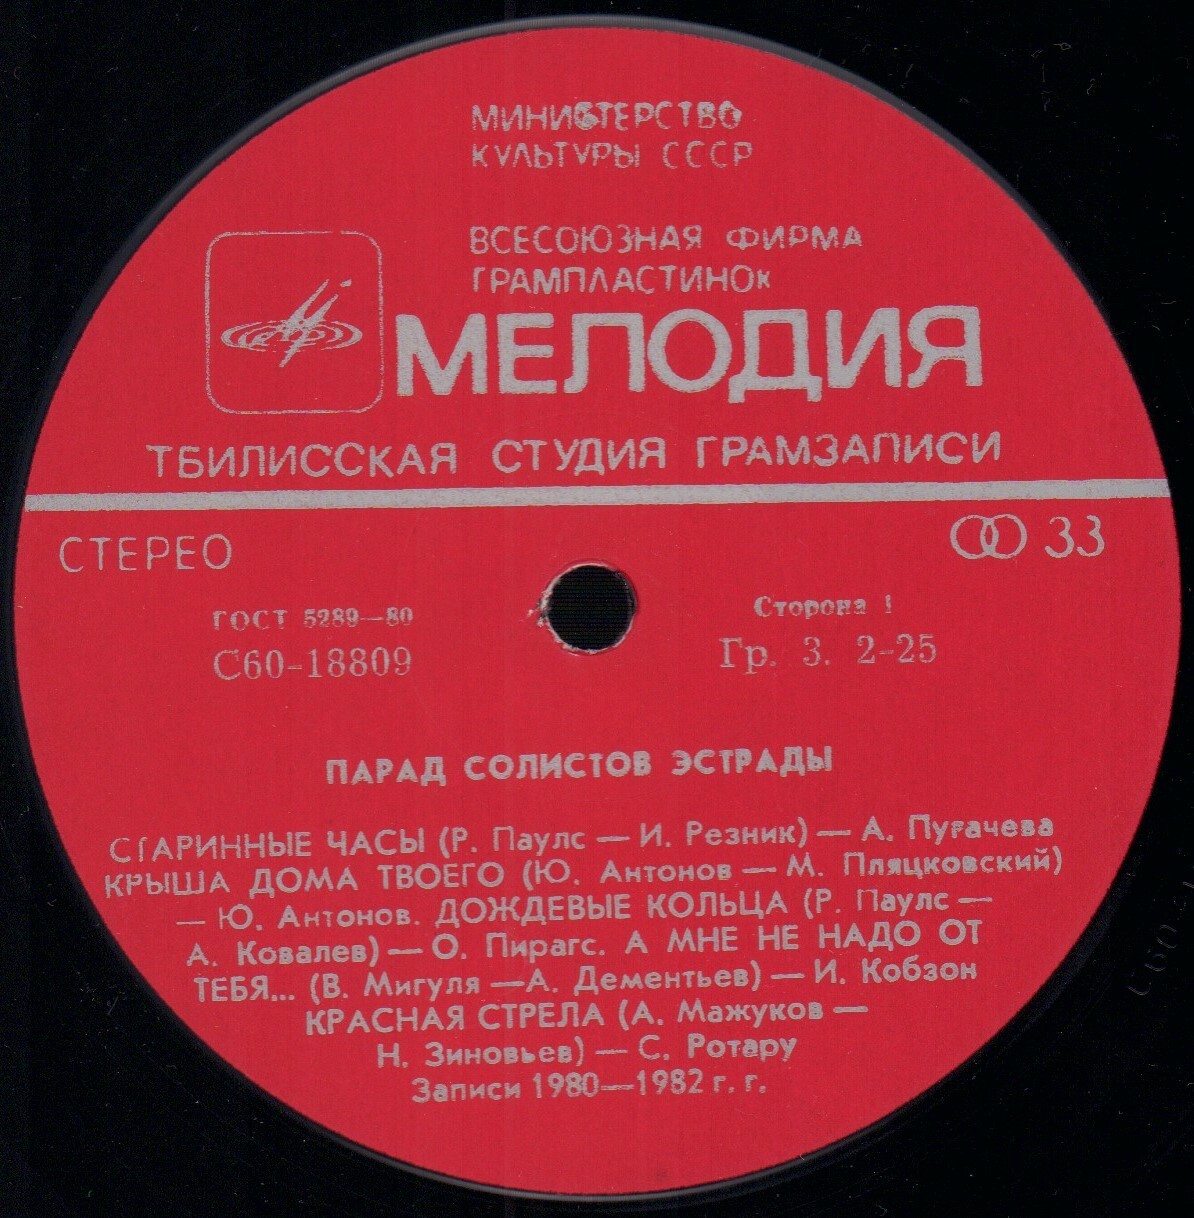 МИНИСТЕРСТВО
КУЛЬТУРЫ СССР
ВСЕСОЮЗНАЯ ФИРМА
ГРАМПЛАСТИНОК
МЕЛОДИЯ
ТБИЛИССКАЯ СТУДИЯ ГРАМЗАПИСИ
СТЕРЕО
33
ГОСТ 5289—80
Сторона 1
С60-18809
Гр. 3. 2-25
ПАРАД СОЛИСТОВ ЭСТРАДЫ
СТАРИННЫЕ ЧАСЫ (Р. Паулс — И. Резник) — А. Пугачева
КРЫША ДОМА ТВОЕГО (Ю. Антонов — М. Пляцковский)
— Ю. Антонов. ДОЖДЕВЫЕ КОЛЬЦА (Р. Паулс —
А. Ковалев) — О. Пирагс. А МНЕ НЕ НАДО ОТ
ТЕБЯ... (В. Мигуля —А. Дементьев) — И. Кобзон
КРАСНАЯ СТРЕЛА (А. Мажуков —
Н. Зиновьев) — С. Ротару
Записи 1980—1982 г. г.